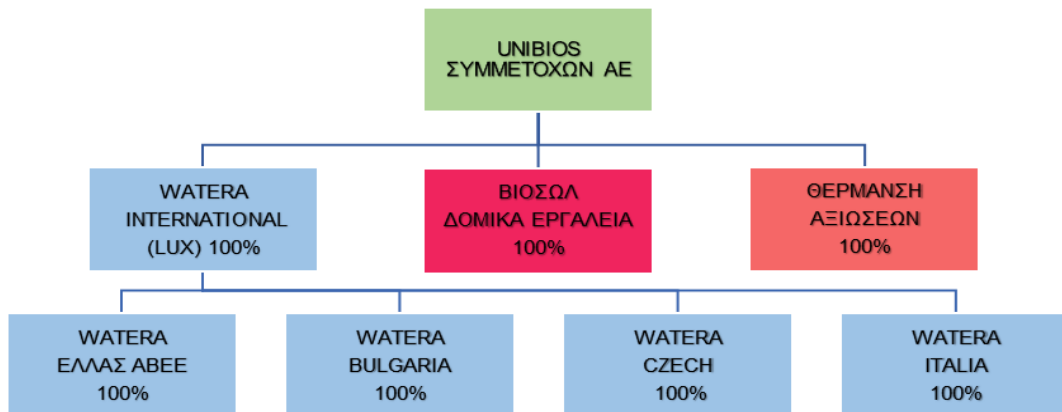 UNIBIOS
ΣΥΜΜΕΤΟΧΩΝ ΑΕ
WATERA
INTERNATIONAL
(LUX) 100%
ΒΙΟΣΩΛ
ΔΟΜΙΚΑ ΕΡΓΑΛΕΙΑ
100%
ΘΕΡΜΑΝΣΗ
ΑΞΙΩΣΕΩΝ
100%
WATERA
ΕΛΛΑΣ ΑΒΕΕ
100%
WATERA
BULGARIA
100%
WATERA
CZECH
100%
WATERA
ITALIA
100%